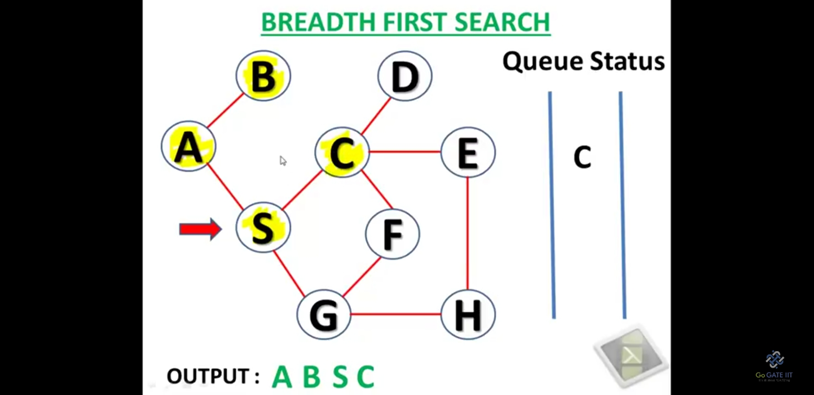 BREADTH FIRST SEARCH
B
D
Queue Status
A
C
E
C
S
F
G
H
OUTPUT : A B S C
Go GATE IIT